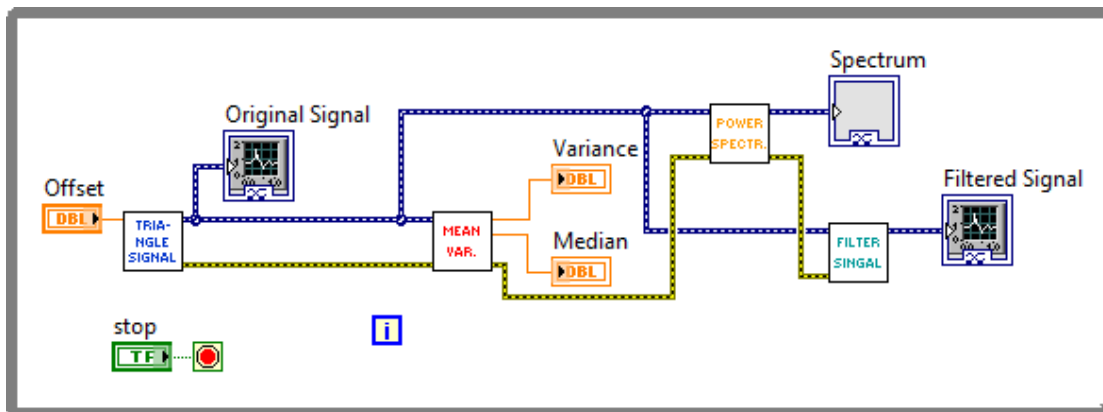 Spectrum
Original Signal
POWER
SPECTR.
Variance
DBL
Offset
Filtered Signal
DBL
TRIA-
NGLE
SIGNAL
MEAN
VAR.
Median
DBL
FILTER
SINGAL
stop
TF
i